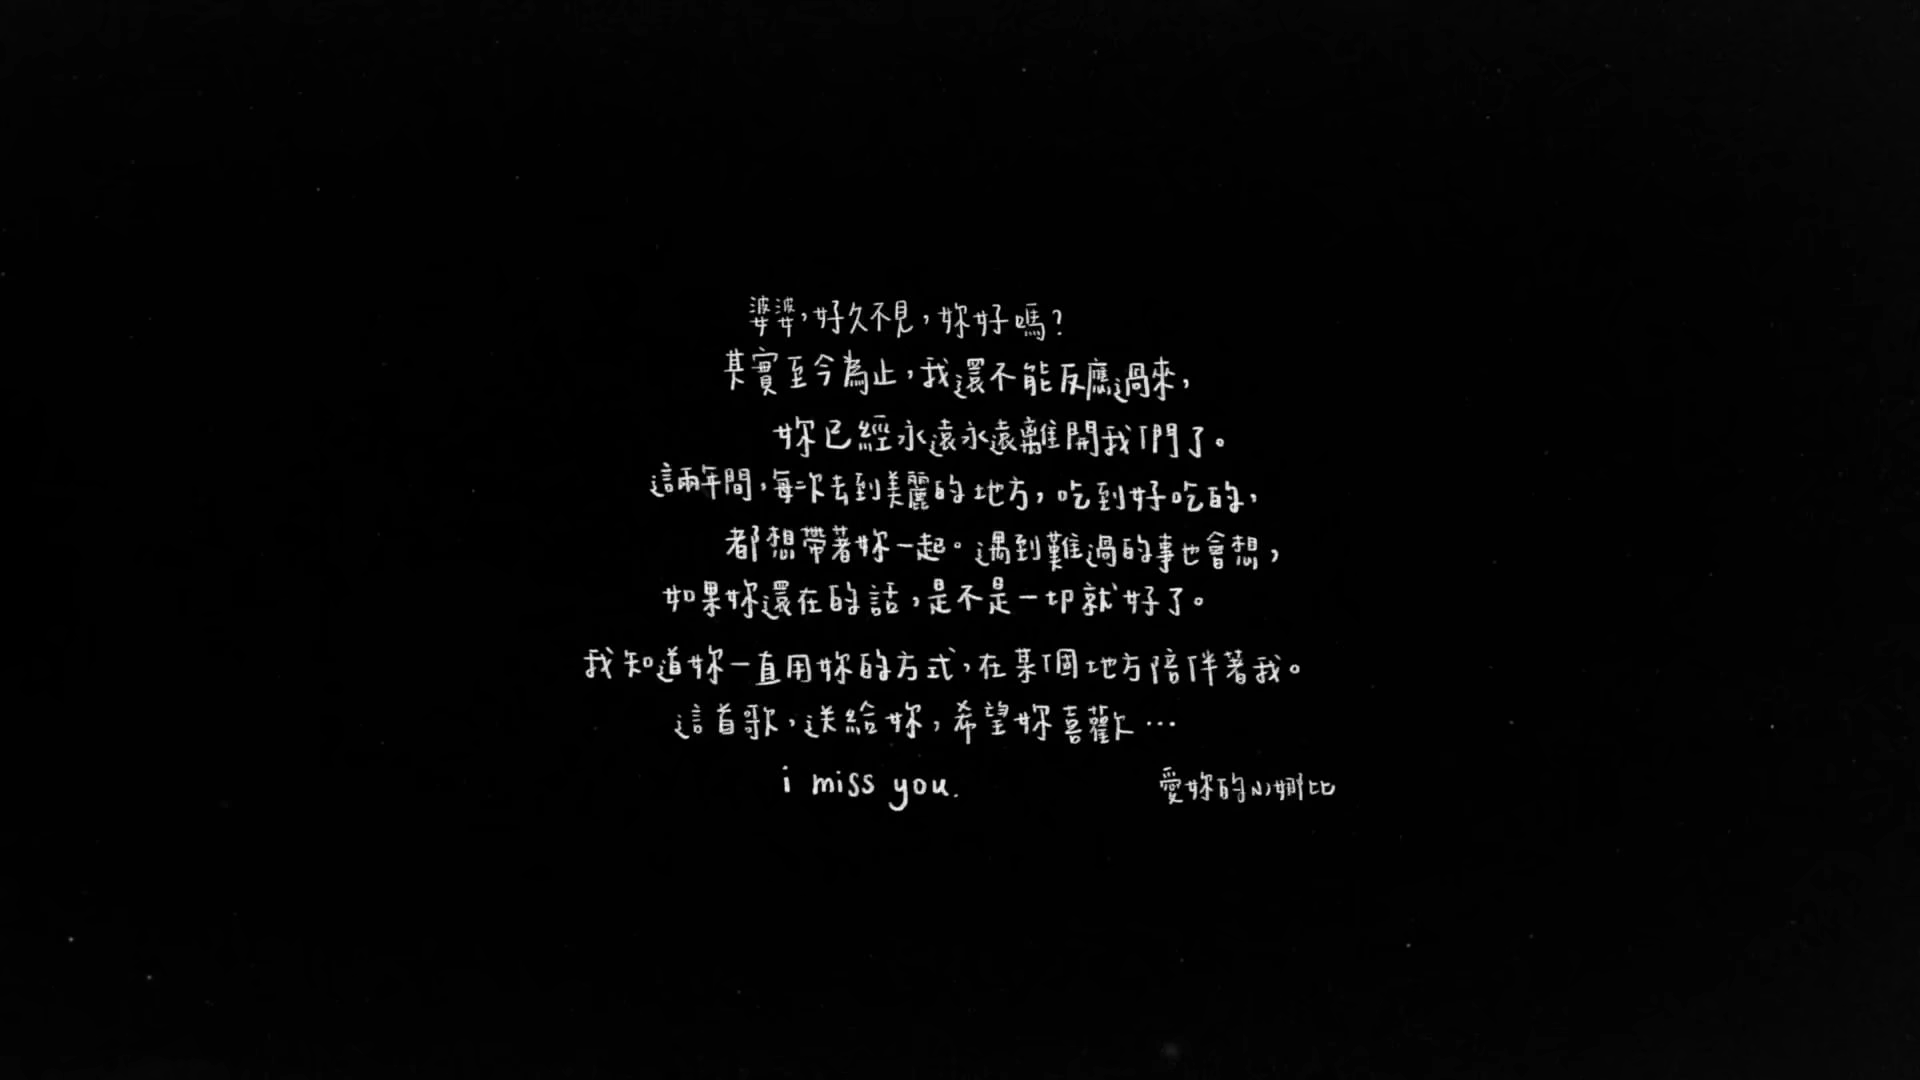 婆婆，好久不見，妳好嗎？
其實至今為止，我還不能反應過來，
妳已經永遠永遠離開我們了。
這兩年間，每次去到美麗的地方，吃到好吃的，
都想帶著妳一起。遇到難過的事也會想，
如果妳還在的話，是不是一切就好了。
我知道妳一直用妳的方式，在某個地方陪伴著我。
這首歌，送給妳，希望妳喜歡…
i miss you.
愛妳的小娜比